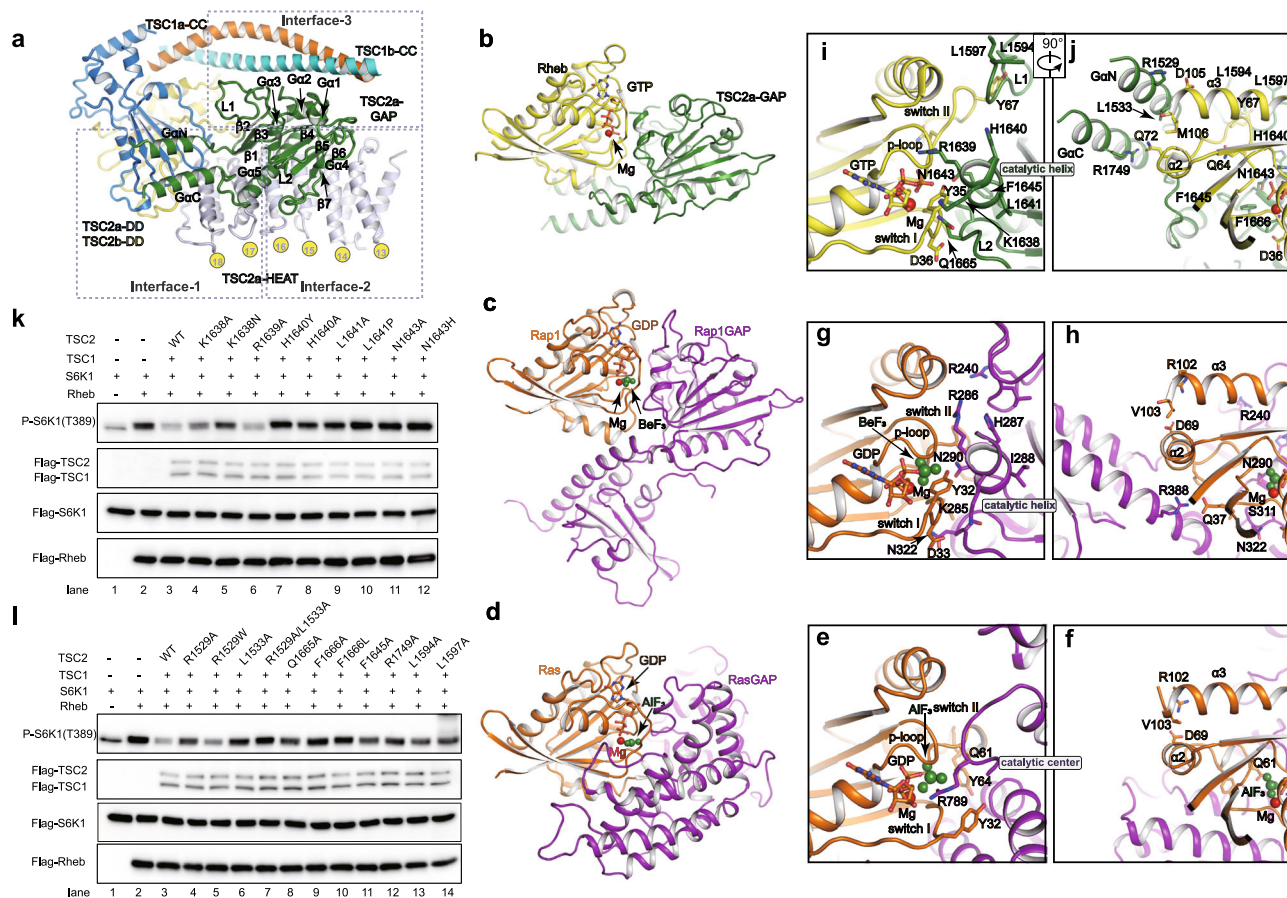 a
TSC1a-CC
Interface-3
TSC1b-CC
Gα3
Gα2
Gα1
TSC2a-
GAP
L1
β2
β3
β4
β5
β6
GαN
β1
Gα4
Gα5
L2
β7
GαC
TSC2a-DD
TSC2b-DD
18
17
16
15
14
13
TSC2a-HEAT
Interface-1
Interface-2
b
Rheb
GTP
TSC2a-GAP
Mg
c
Rap1
GDP
Rap1GAP
Mg
BeF₃
d
Ras
GDP
AlF₃
Mg
RasGAP
i
L1597
L1594
L1
Y67
switch II
H1640
p-loop
R1639
GTP
N1643
catalytic helix
Y35
F1645
L1641
Mg
switch I
L2
K1638
D36
Q1665
90°
j
GαN
R1529
D105
L1594
α3
L1597
Y67
L1533
M106
H1640
Q72
GαC
α2
Q64
R1749
N1643
F1645
F1666
D36
g
R240
R286
switch II
H287
BeF₃
p-loop
GDP
N290
I288
Mg
Y32
K285
catalytic helix
switch I
N322
D33
h
R102
α3
V103
R240
D69
α2
N290
Mg
R388
S311
Q37
N322
e
AlF₃
switch II
p-loop
Q61
GDP
catalytic center
Y64
R789
Mg
switch I
Y32
f
R102
α3
V103
D69
Q61
α2
AlF₃
Mg
k
TSC2 - - WT K1638A K1638N R1639A H1640Y H1640A L1641A L1641P N1643A N1643H
TSC1 - - + + + + + + + + + +
S6K1 + + + + + + + + + + + +
Rheb - + + + + + + + + + + +
P-S6K1(T389)
Flag-TSC2
Flag-TSC1
Flag-S6K1
Flag-Rheb
lane 1 2 3 4 5 6 7 8 9 10 11 12
l
TSC2 - - WT R1529A R1529W L1533A R1529A/L1533A Q1665A F1666A F1666L F1645A R1749A L1594A L1597A
TSC1 - - + + + + + + + + + + + +
S6K1 + + + + + + + + + + + + + +
Rheb - + + + + + + + + + + + + +
P-S6K1(T389)
Flag-TSC2
Flag-TSC1
Flag-S6K1
Flag-Rheb
lane 1 2 3 4 5 6 7 8 9 10 11 12 13 14